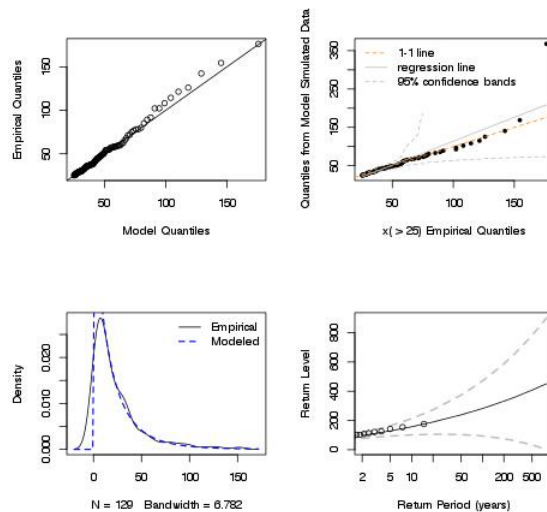 Empirical Quantiles
150
100
50
50
100
150
Model Quantiles
Quantiles from Model Simulated Data
350
250
150
50
1-1 line
regression line
95% confidence bands
50
100
150
x( > 25) Empirical Quantiles
Density
0.020
0.010
0.000
Empirical
Modeled
0
50
100
150
N = 129 Bandwidth = 6.782
Return Level
800
600
400
200
0
2
5
10
20
50
200
500
Return Period (years)